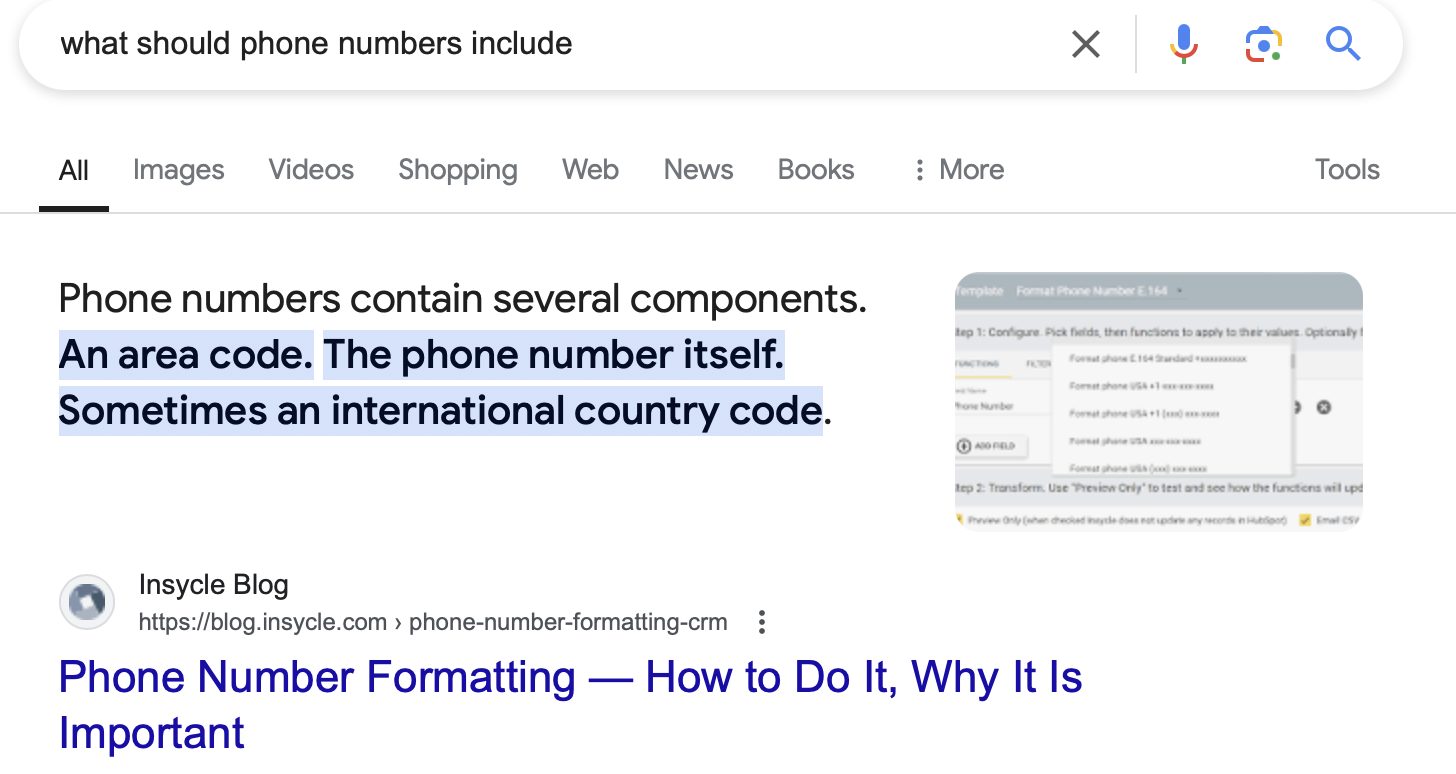 what should phone numbers include
All Images Videos Shopping Web News Books More Tools
Phone numbers contain several components.
An area code. The phone number itself.
Sometimes an international country code.
Template Format Phone Number E.164
Step 1: Configure. Pick fields, then functions to apply to their values. Optionally
FUNCTIONS
Format phone E.164 Standard +xxxxxxxxxx
Format phone USA +1 xxx-xxx-xxxx
Phone Number
Format phone USA +1 (xxx) xxx-xxxx
ADD FIELD
Format phone USA xxx-xxx-xxxx
Format phone USA (xxx) xxx-xxxx
Step 2: Transform. Use "Preview Only" to test and see how the functions will upd
Preview Only (when checked Insycle does not update any records in HubSpot) Email CSV
Insycle Blog
https://blog.insycle.com › phone-number-formatting-crm
Phone Number Formatting — How to Do It, Why It Is
Important